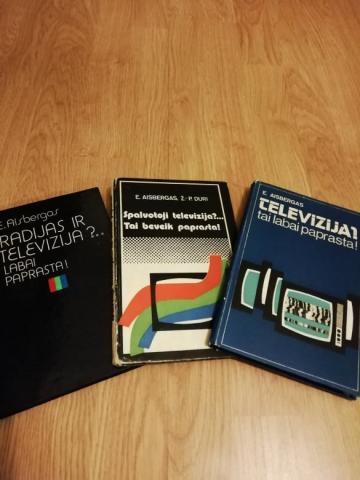 E. Aisbergas
RADIJAS IR
TELEVIZIJA?..
LABAI
PAPRASTA!
E. AISBERGAS, Ž.-P. DURI
Spalvotoji televizija?...
Tai beveik paprasta!
E. AISBERGAS
TELEVIZIJA?
tai labai paprasta!